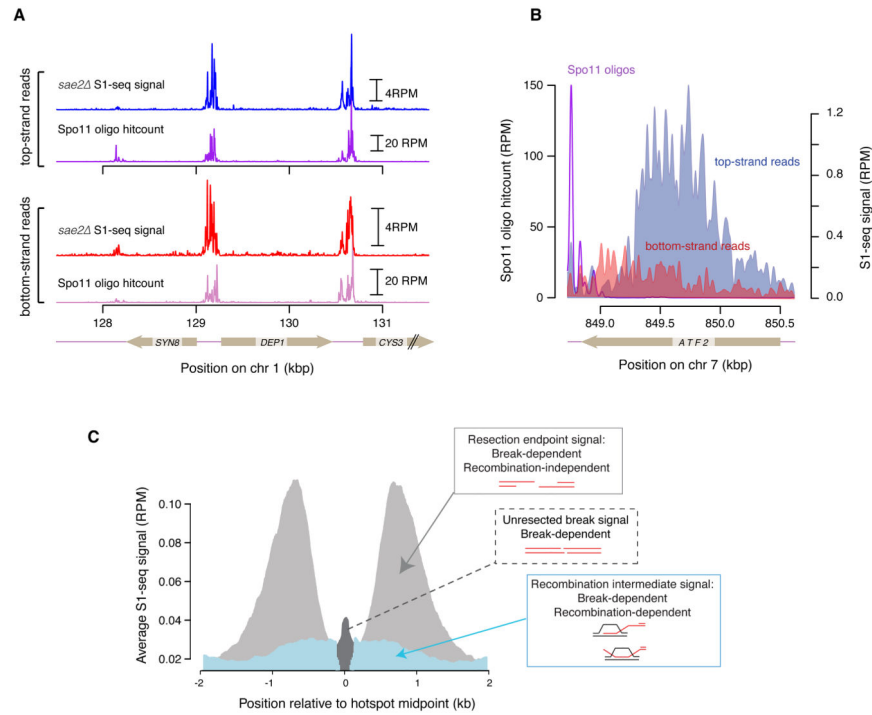 A
top-strand reads
sae2Δ S1-seq signal
4RPM
Spo11 oligo hitcount
20 RPM
bottom-strand reads
sae2Δ S1-seq signal
4RPM
Spo11 oligo hitcount
20 RPM
128 129 130 131
SYN8 DEP1 CYS3
Position on chr 1 (kbp)
B
Spo11 oligos
Spo11 oligo hitcount (RPM)
150
100
50
0
top-strand reads
bottom-strand reads
1.2
0.8
0.4
0.0
S1-seq signal (RPM)
849.0 849.5 850.0 850.5
ATF2
Position on chr 7 (kbp)
C
Average S1-seq signal (RPM)
0.10
0.08
0.06
0.04
0.02
-2 -1 0 1 2
Position relative to hotspot midpoint (kb)
Resection endpoint signal:
Break-dependent
Recombination-independent
Unresected break signal
Break-dependent
Recombination intermediate signal:
Break-dependent
Recombination-dependent